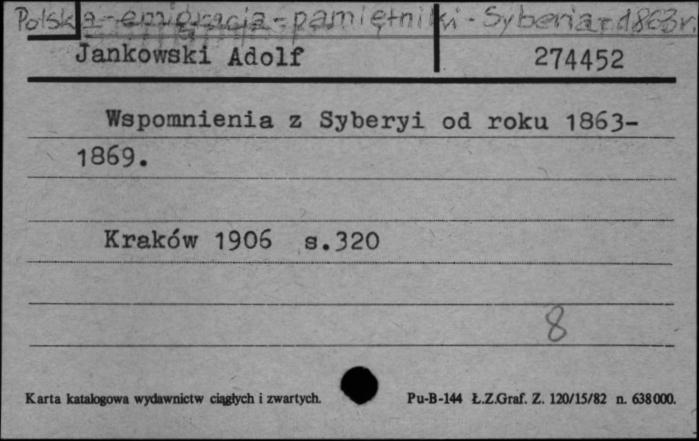 Polska - emigracja - pamiętniki - Syberia r. 1863 r.
Jankowski Adolf 274452
Wspomnienia z Syberyi od roku 1863-
1869.
Kraków 1906 s.320
8
Karta katalogowa wydawnictw ciągłych i zwartych. Pu-B-144 Ł.Z.Graf. Z. 120/15/82 n. 638000.